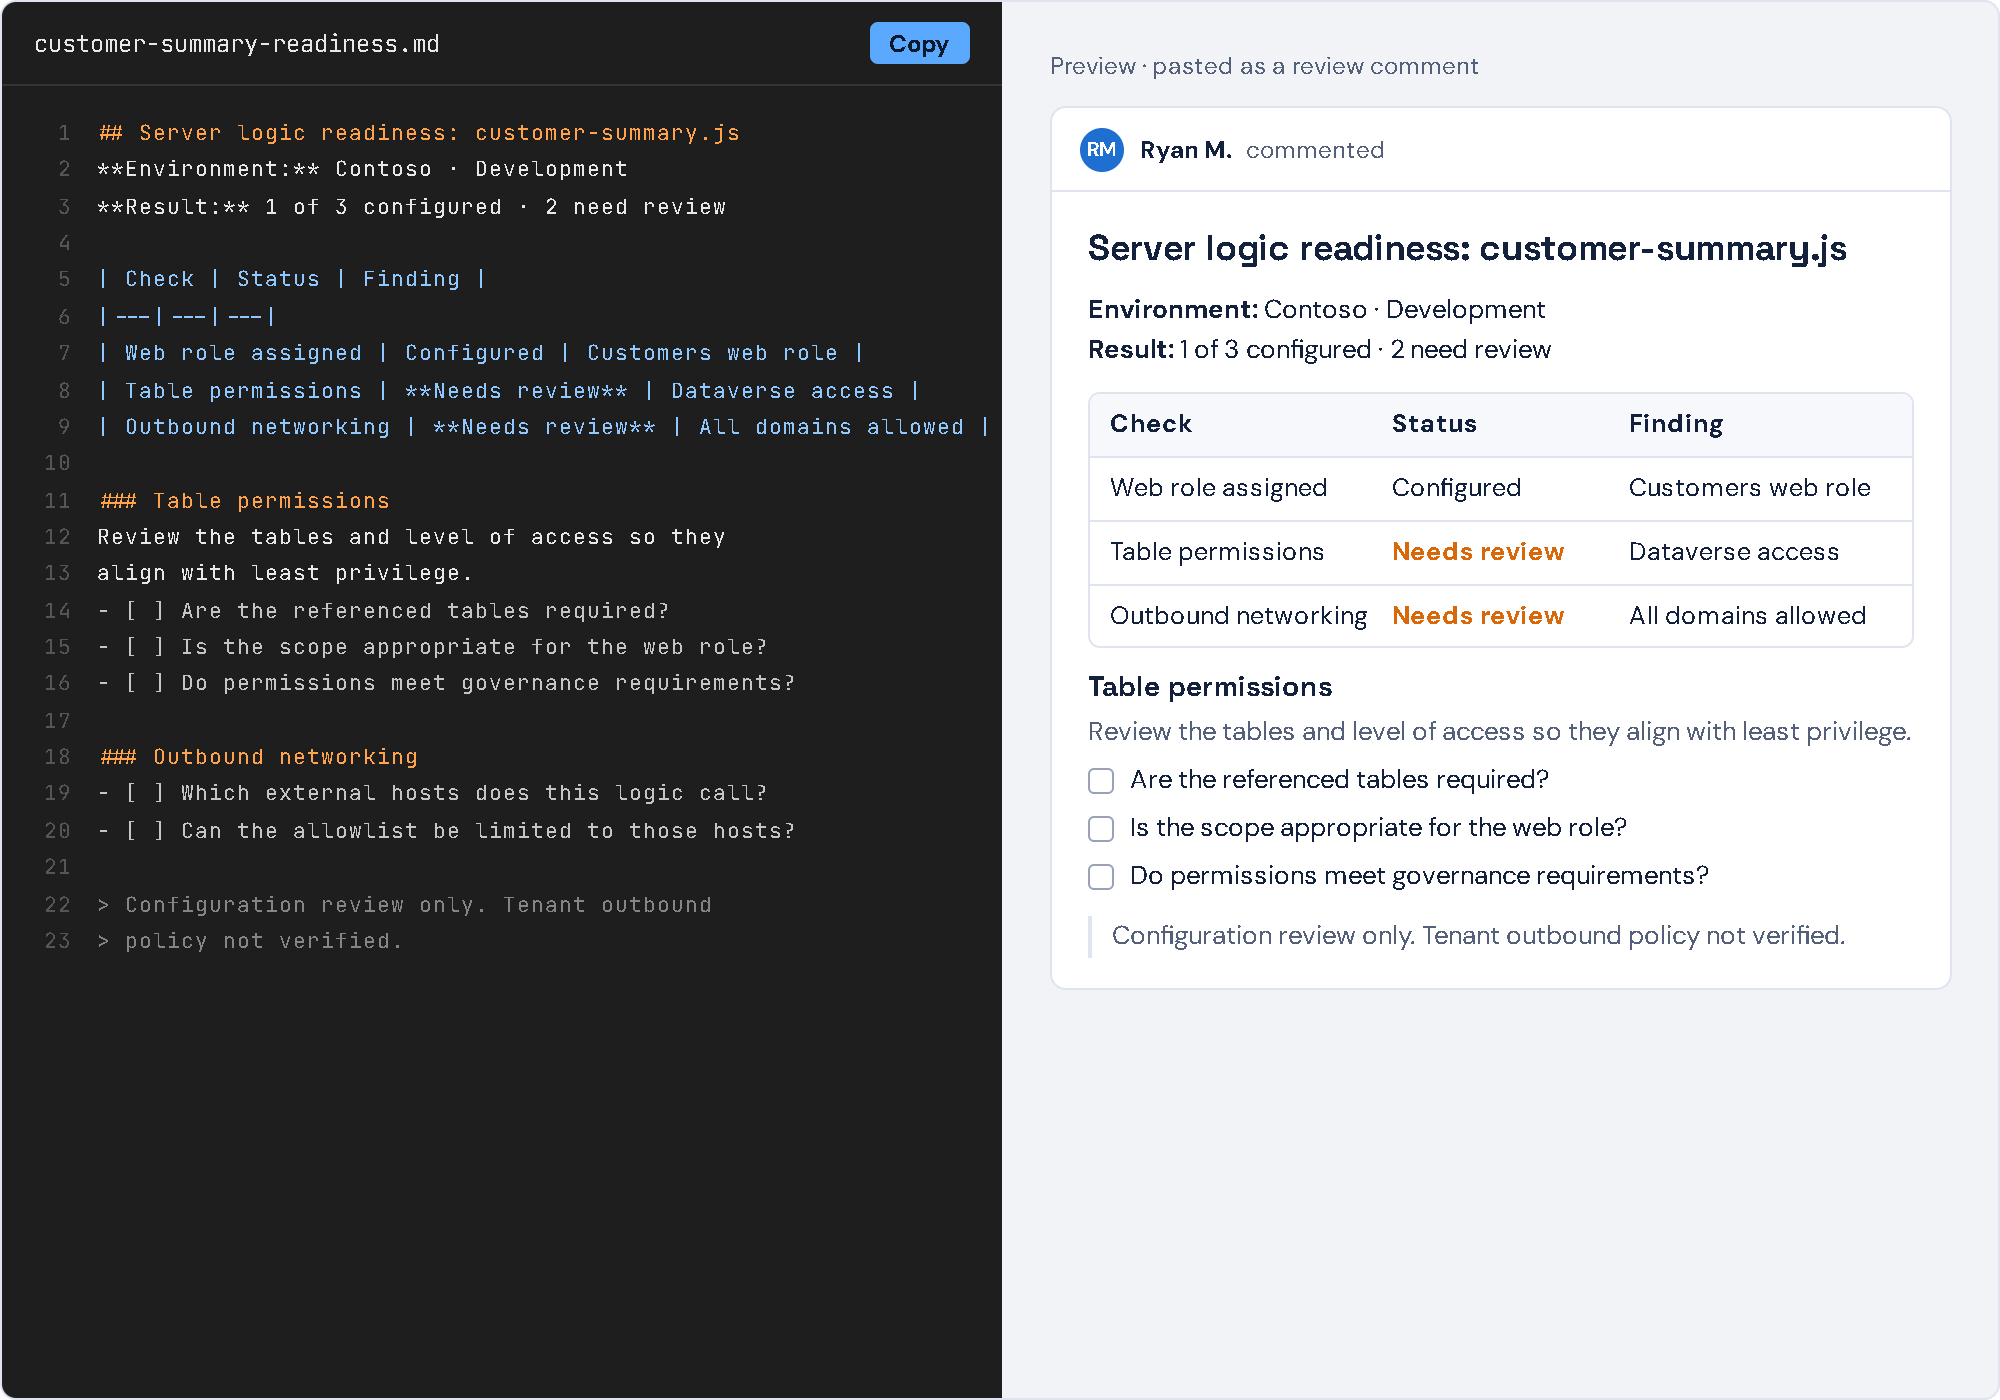 customer-summary-readiness.md
Copy
1 ## Server logic readiness: customer-summary.js
2 **Environment:** Contoso · Development
3 **Result:** 1 of 3 configured · 2 need review
4
5 | Check | Status | Finding |
6 |---|---|---|
7 | Web role assigned | Configured | Customers web role |
8 | Table permissions | **Needs review** | Dataverse access |
9 | Outbound networking | **Needs review** | All domains allowed |
10
11 ### Table permissions
12 Review the tables and level of access so they
13 align with least privilege.
14 - [ ] Are the referenced tables required?
15 - [ ] Is the scope appropriate for the web role?
16 - [ ] Do permissions meet governance requirements?
17
18 ### Outbound networking
19 - [ ] Which external hosts does this logic call?
20 - [ ] Can the allowlist be limited to those hosts?
21
22 > Configuration review only. Tenant outbound
23 > policy not verified.
Preview · pasted as a review comment
RM Ryan M. commented
Server logic readiness: customer-summary.js
Environment: Contoso · Development
Result: 1 of 3 configured · 2 need review
Check Status Finding
Web role assigned Configured Customers web role
Table permissions Needs review Dataverse access
Outbound networking Needs review All domains allowed
Table permissions
Review the tables and level of access so they align with least privilege.
Are the referenced tables required?
Is the scope appropriate for the web role?
Do permissions meet governance requirements?
Configuration review only. Tenant outbound policy not verified.